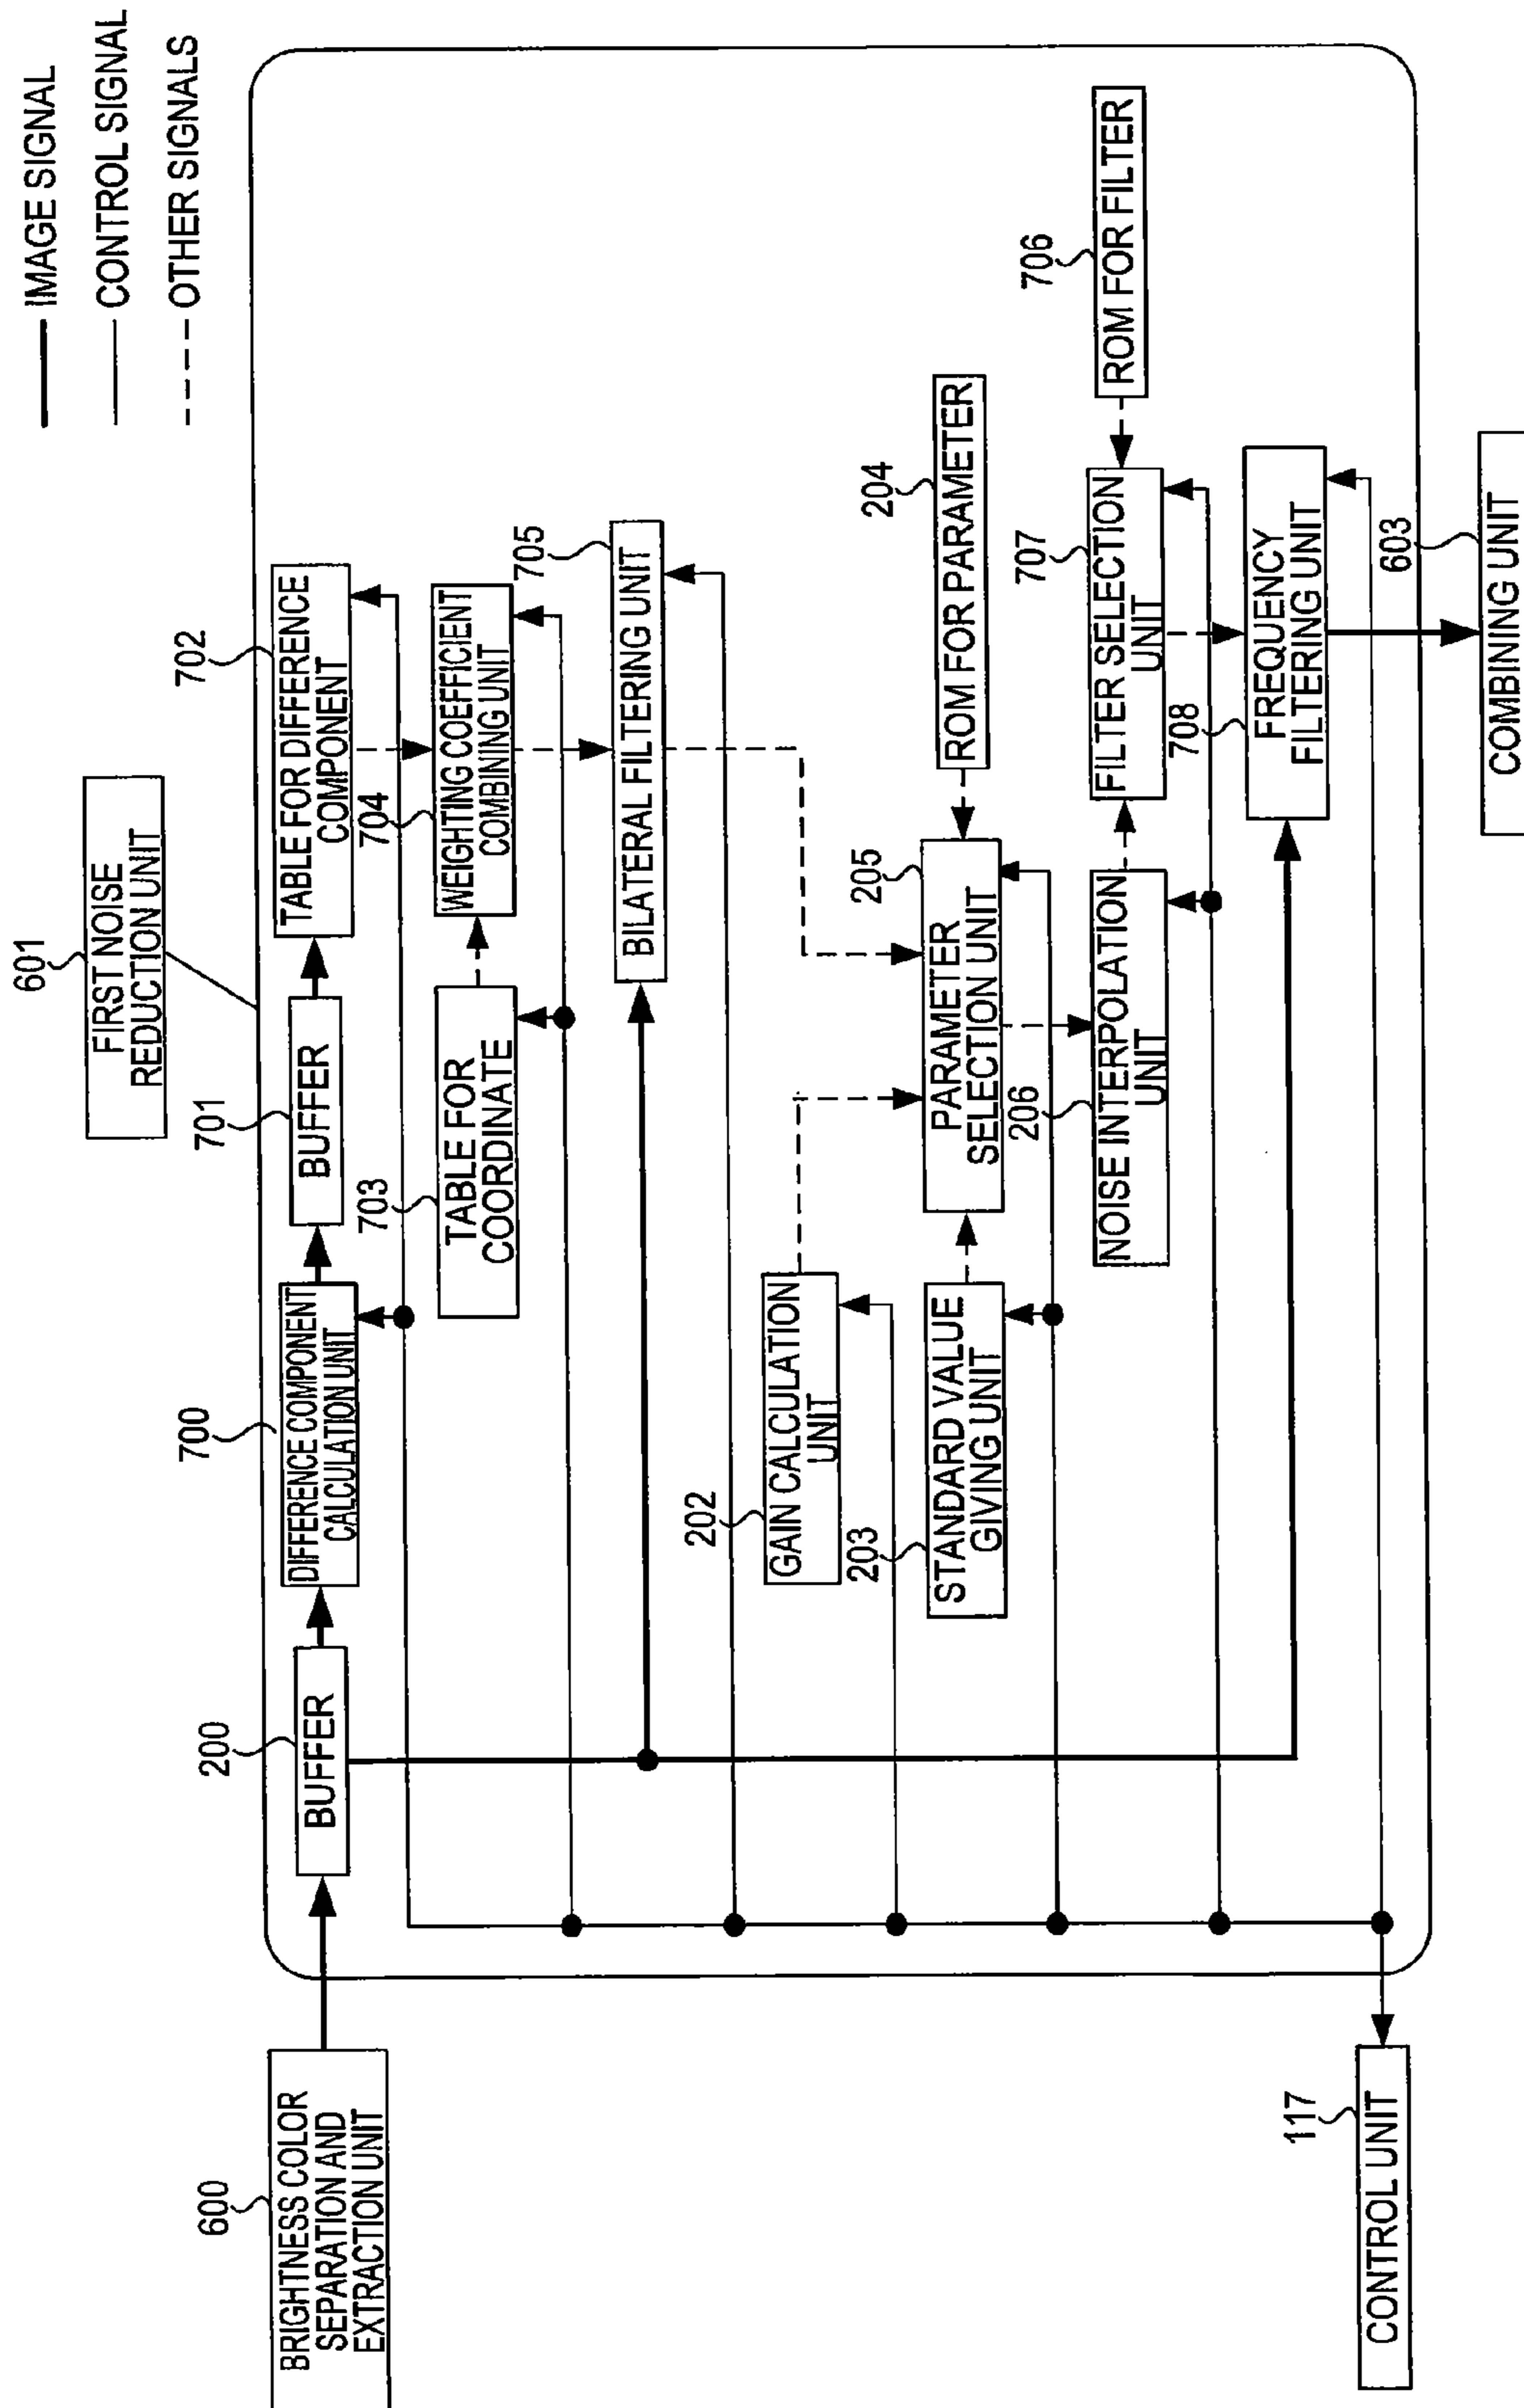 IMAGE SIGNAL
CONTROL SIGNAL
OTHER SIGNALS
601
FIRST NOISE
REDUCTION UNIT
600
BRIGHTNESS COLOR
SEPARATION AND
EXTRACTION UNIT
200
BUFFER
700
DIFFERENCE COMPONENT
CALCULATION UNIT
701
BUFFER
702
TABLE FOR DIFFERENCE
COMPONENT
703
TABLE FOR
COORDINATE
704
WEIGHTING COEFFICIENT
COMBINING UNIT
705
BILATERAL FILTERING UNIT
202
GAIN CALCULATION
UNIT
204
ROM FOR PARAMETER
203
STANDARD VALUE
GIVING UNIT
205
PARAMETER
SELECTION UNIT
206
NOISE INTERPOLATION
UNIT
707
FILTER SELECTION
UNIT
706
ROM FOR FILTER
708
FREQUENCY
FILTERING UNIT
117
CONTROL UNIT
603
COMBINING UNIT